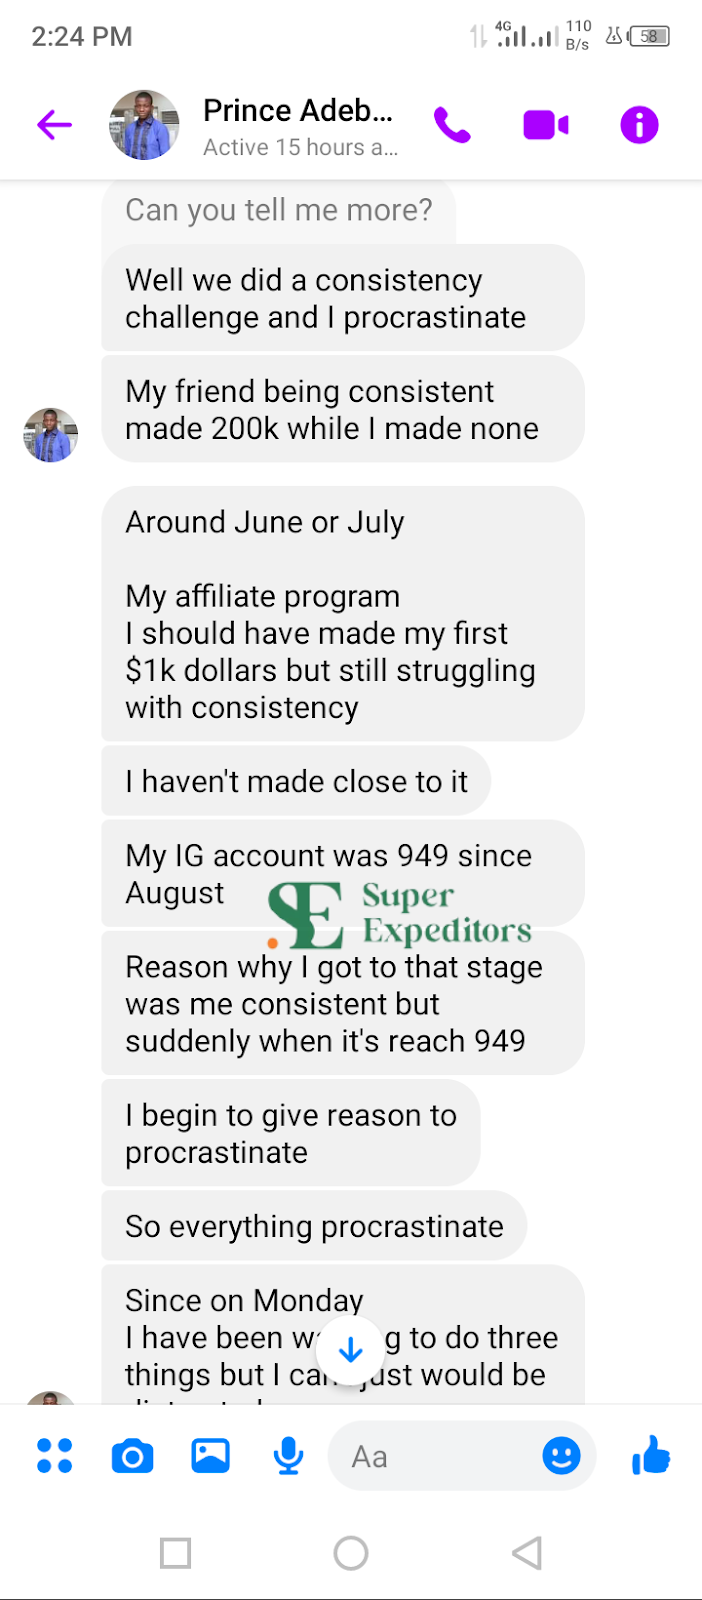 2:24 PM
4G
110
B/s
58
Prince Adeb...
Active 15 hours a...
Can you tell me more?
Well we did a consistency
challenge and I procrastinate
My friend being consistent
made 200k while I made none
Around June or July
My affiliate program
I should have made my first
$1k dollars but still struggling
with consistency
I haven't made close to it
My IG account was 949 since
August
SE Super
Expeditors
Reason why I got to that stage
was me consistent but
suddenly when it's reach 949
I begin to give reason to
procrastinate
So everything procrastinate
Since on Monday
I have been g to do three
things but I just would be
Aa